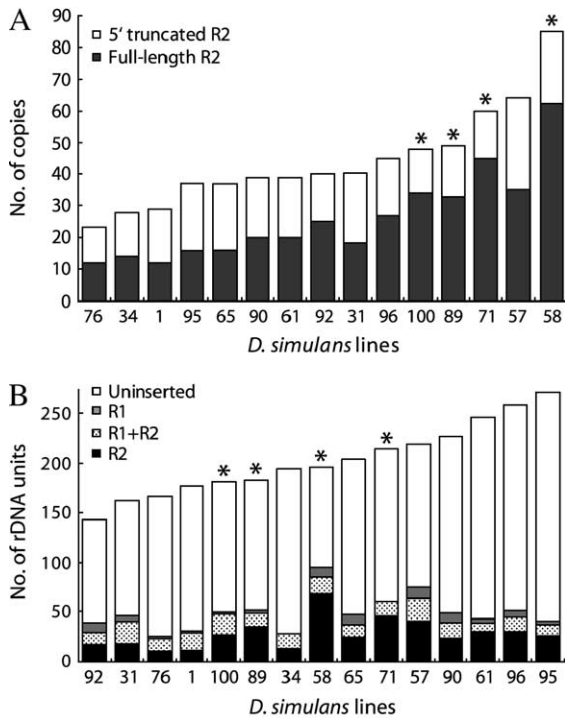 A
5' truncated R2
Full-length R2
No. of copies
90
80
70
60
50
40
30
20
10
0
* * * *
76 34 1 95 65 90 61 92 31 96 100 89 71 57 58
D. simulans lines
B
Uninserted
R1
R1+R2
R2
No. of rDNA units
250
200
150
100
50
0
* * * *
92 31 76 1 100 89 34 58 65 71 57 90 61 96 95
D. simulans lines